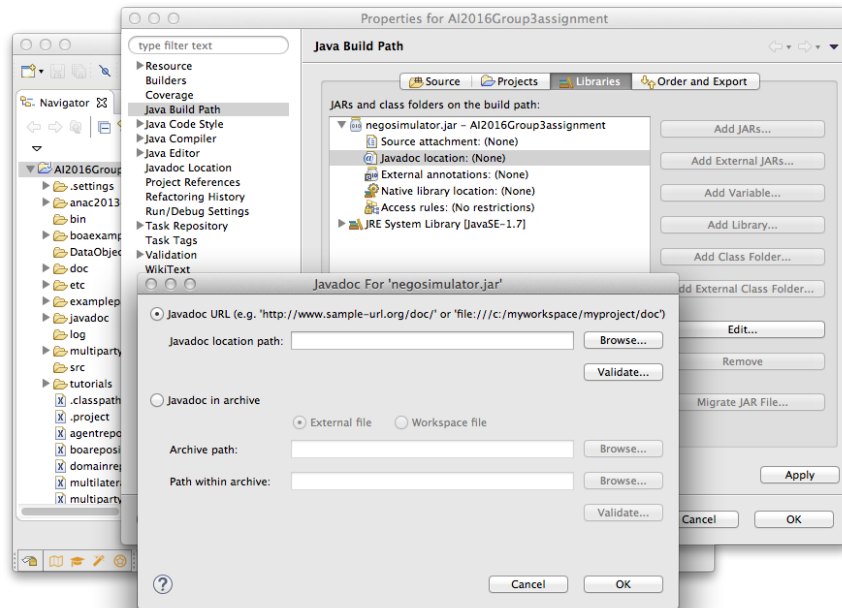 Properties for AI2016Group3assignment
type filter text
Java Build Path
Resource
Builders
Coverage
Java Build Path
Java Code Style
Java Compiler
Java Editor
Javadoc Location
Project References
Refactoring History
Run/Debug Settings
Task Repository
Task Tags
Validation
WikiText
Source
Projects
Libraries
Order and Export
JARs and class folders on the build path:
negosimulator.jar – AI2016Group3assignment
Source attachment: (None)
Javadoc location: (None)
External annotations: (None)
Native library location: (None)
Access rules: (No restrictions)
JRE System Library [JavaSE-1.7]
Add JARs...
Add External JARs...
Add Variable...
Add Library...
Add Class Folder...
dd External Class Folder...
Edit...
Remove
Migrate JAR File...
Apply
Cancel
OK
Navigator
AI2016Group
.settings
anac2013
bin
boaexamp
DataObjec
doc
etc
examplep
javadoc
log
multiparty
src
tutorials
.classpath
.project
agentrepo
boareposi
domainrep
multilatera
multiparty
Javadoc For 'negosimulator.jar'
Javadoc URL (e.g. 'http://www.sample-url.org/doc/' or 'file:///c:/myworkspace/myproject/doc')
Javadoc location path:
Browse...
Validate...
Javadoc in archive
External file
Workspace file
Archive path:
Browse...
Path within archive:
Browse...
Validate...
?
Cancel
OK